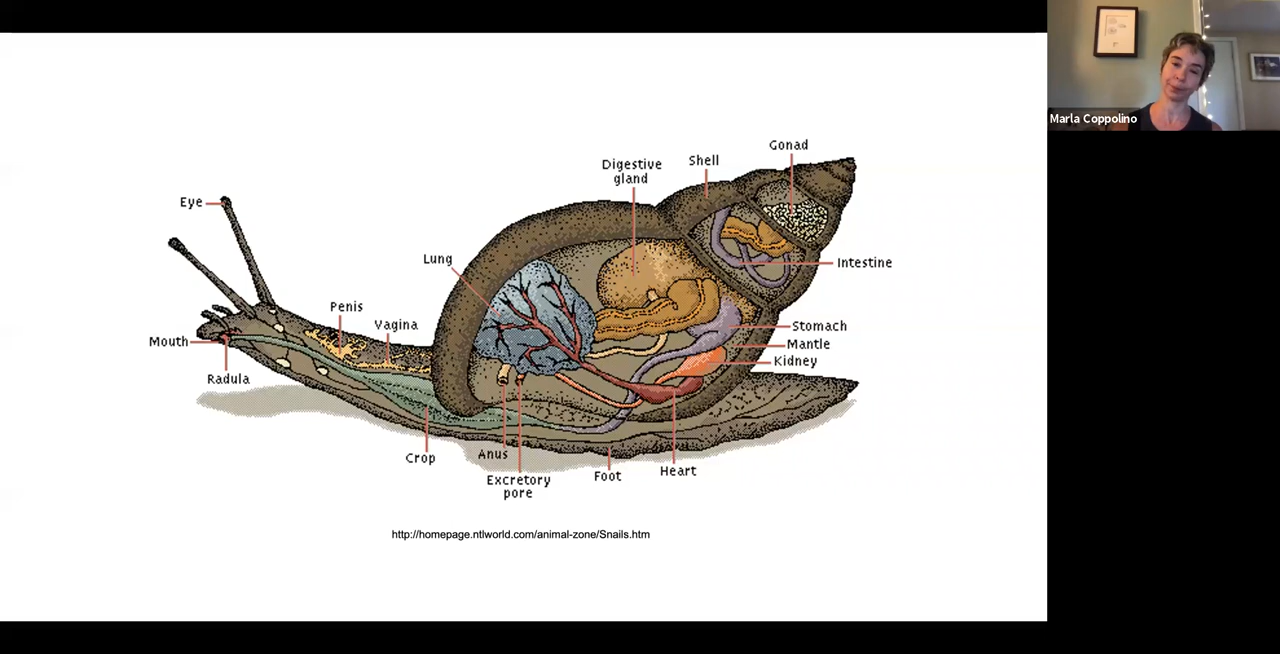 Marla Coppolino
Gonad
Digestive
gland
Shell
Eye
Lung
Intestine
Penis
Vagina
Stomach
Mouth
Mantle
Kidney
Radula
Crop
Anus
Excretory
pore
Foot
Heart
http://homepage.ntlworld.com/animal-zone/Snails.htm